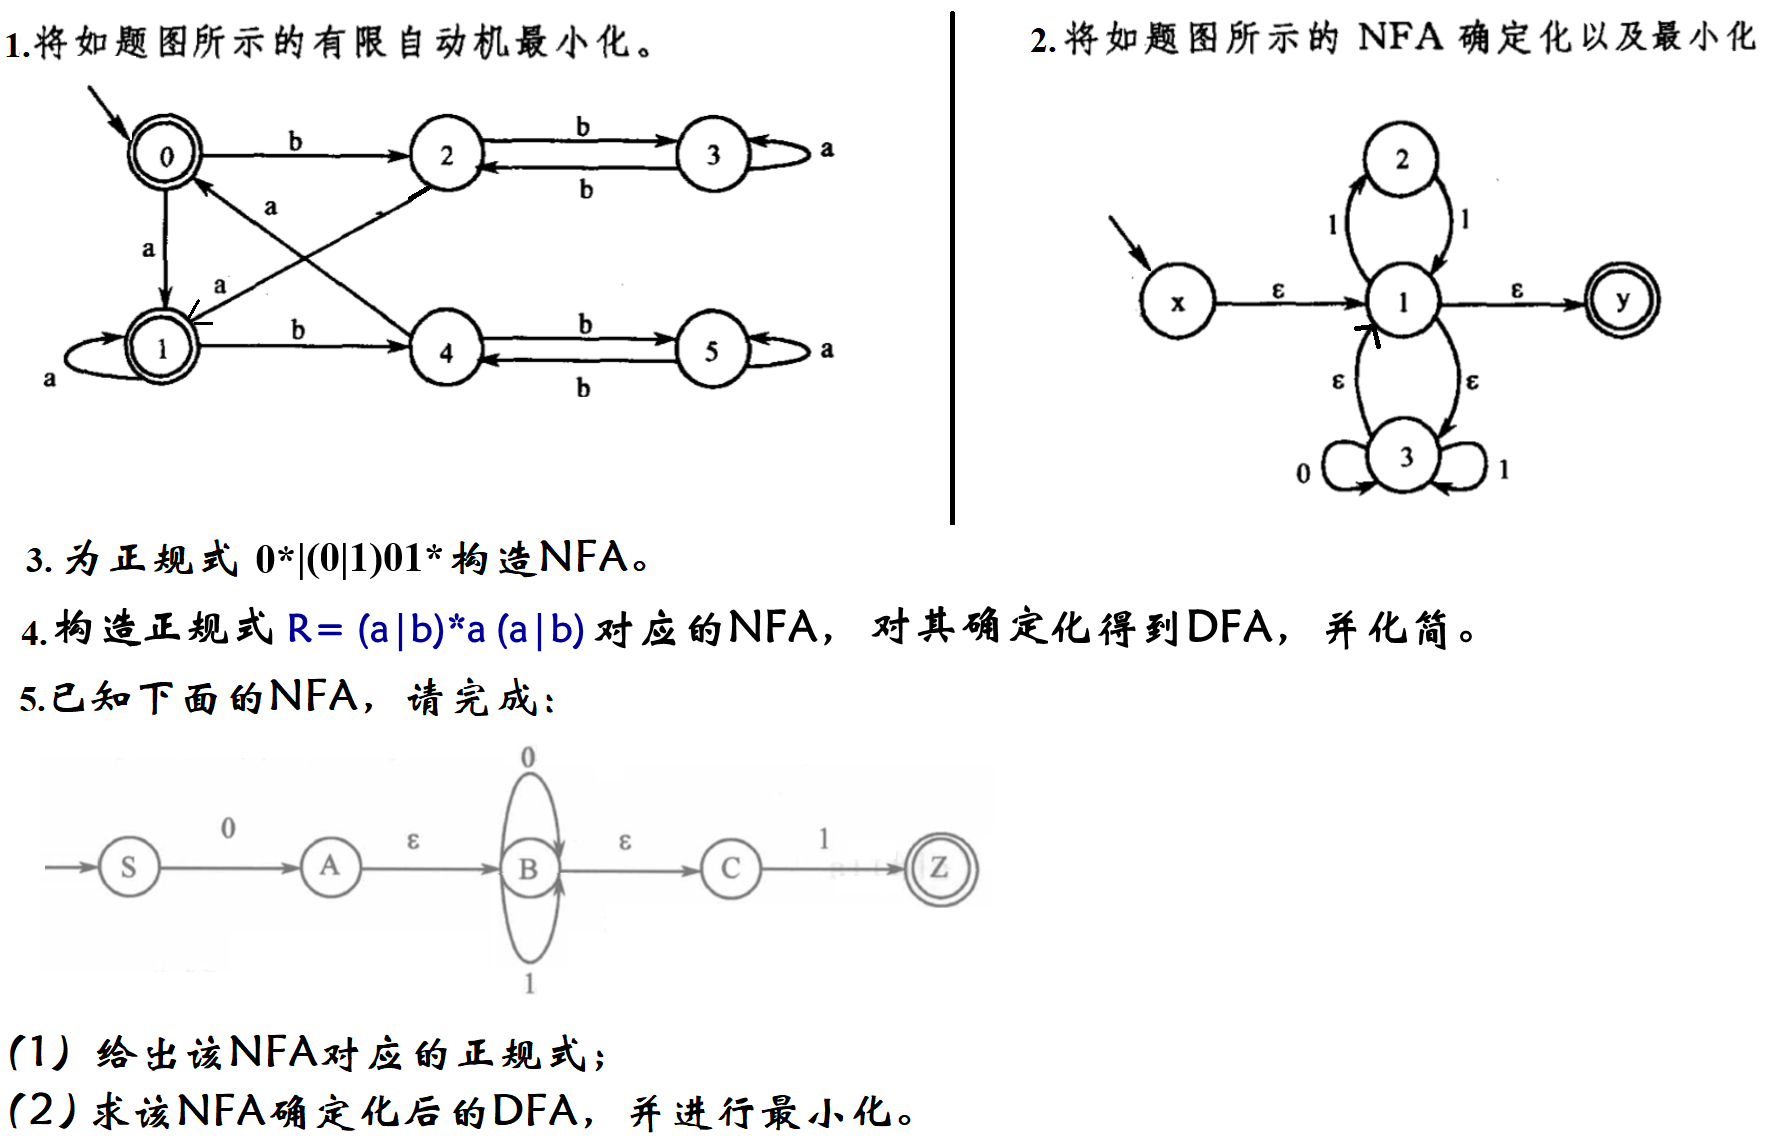 1.将如题图所示的有限自动机最小化。
0
b
2
b
b
3
a
a
a
a
1
a
b
4
b
b
5
a
2.将如题图所示的 NFA 确定化以及最小化
2
1
1
x
ε
1
ε
y
ε
ε
0
3
1
3.为正规式 0*|(0|1)01*构造NFA。
4.构造正规式 R= (a|b)*a (a|b) 对应的NFA，对其确定化得到DFA，并化简。
5.已知下面的NFA，请完成：
0
S
0
A
ε
B
ε
C
1
Z
1
(1) 给出该NFA对应的正规式；
(2) 求该NFA确定化后的DFA，并进行最小化。